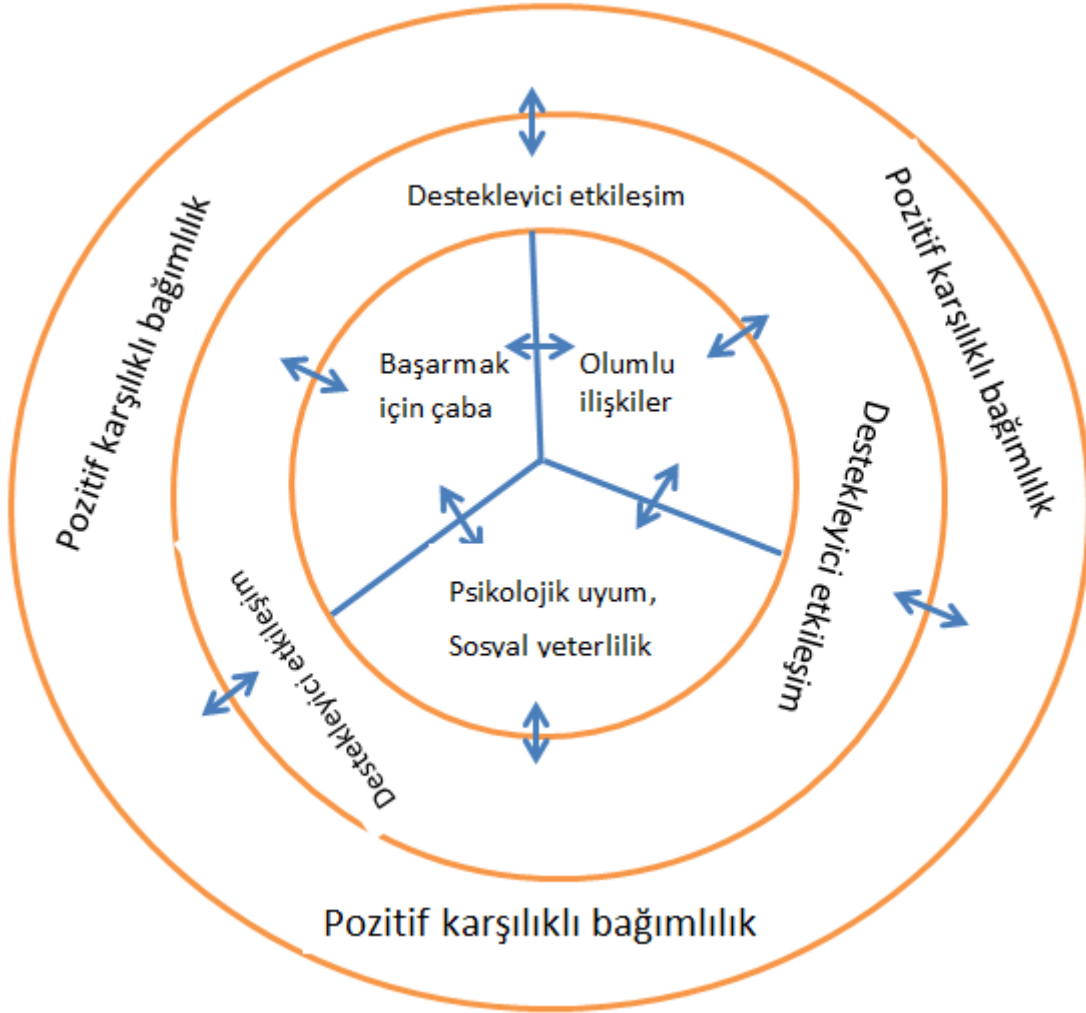 Destekleyici etkileşim
Pozitif karşılıklı bağımlılık
Pozitif karşılıklı bağımlılık
Başarmak
için çaba
Olumlu
ilişkiler
Destekleyici etkileşim
Destekleyici etkileşim
Psikolojik uyum,
Sosyal yeterlilik
Pozitif karşılıklı bağımlılık